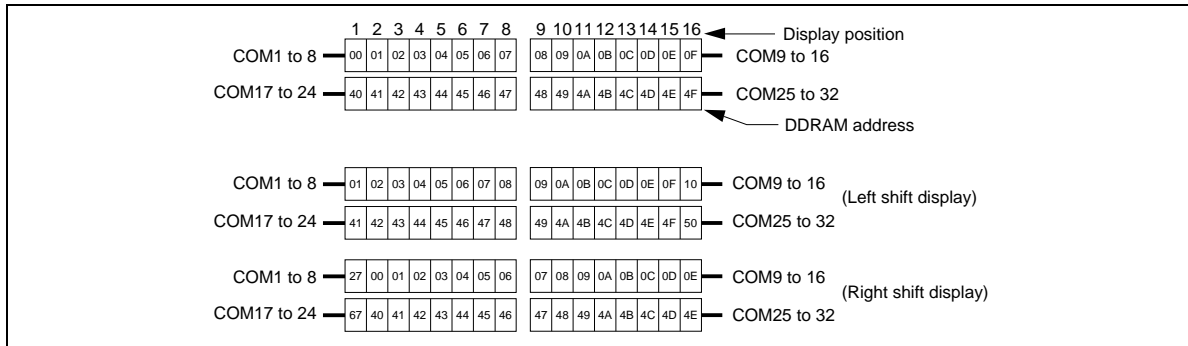 1 2 3 4 5 6 7 8 9 10 11 12 13 14 15 16 Display position
COM1 to 8 00 01 02 03 04 05 06 07 08 09 0A 0B 0C 0D 0E 0F COM9 to 16
COM17 to 24 40 41 42 43 44 45 46 47 48 49 4A 4B 4C 4D 4E 4F COM25 to 32
DDRAM address
COM1 to 8 01 02 03 04 05 06 07 08 09 0A 0B 0C 0D 0E 0F 10 COM9 to 16
(Left shift display)
COM17 to 24 41 42 43 44 45 46 47 48 49 4A 4B 4C 4D 4E 4F 50 COM25 to 32
COM1 to 8 27 00 01 02 03 04 05 06 07 08 09 0A 0B 0C 0D 0E COM9 to 16
(Right shift display)
COM17 to 24 67 40 41 42 43 44 45 46 47 48 49 4A 4B 4C 4D 4E COM25 to 32